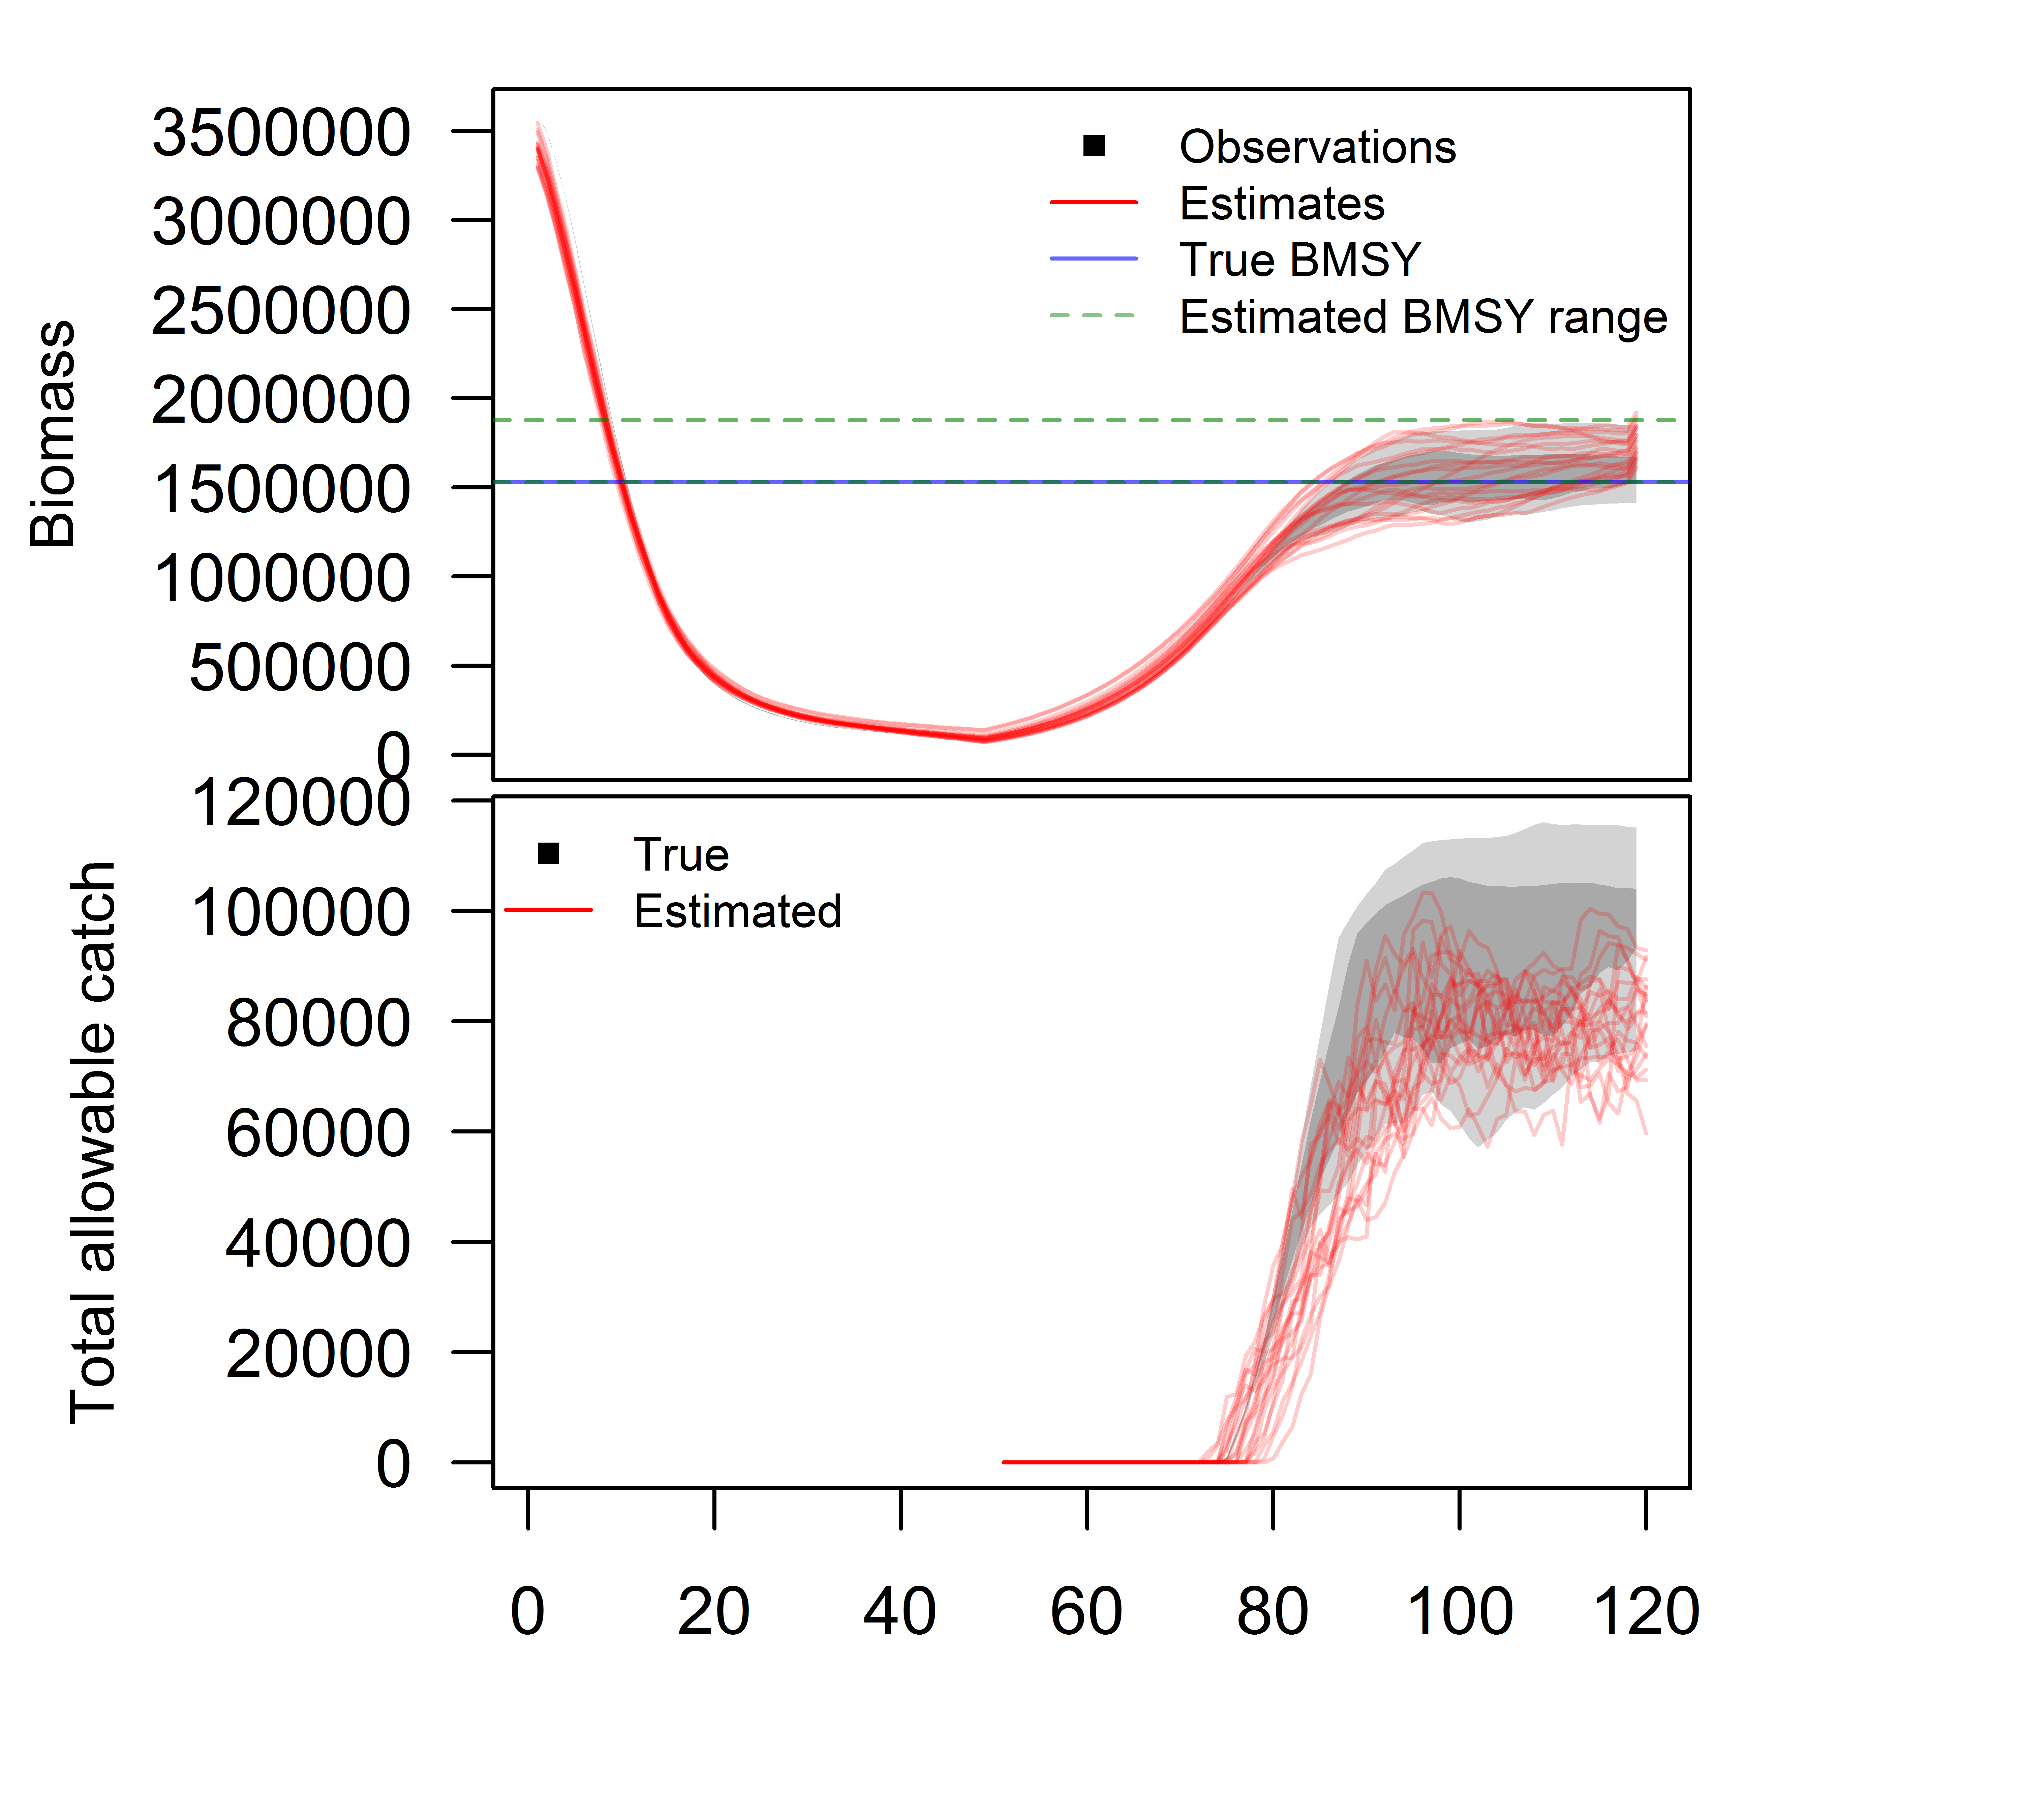 Biomass
3500000
3000000
2500000
2000000
1500000
1000000
500000
0
Observations
Estimates
True BMSY
Estimated BMSY range
Total allowable catch
120000
100000
80000
60000
40000
20000
0
True
Estimated
0 20 40 60 80 100 120